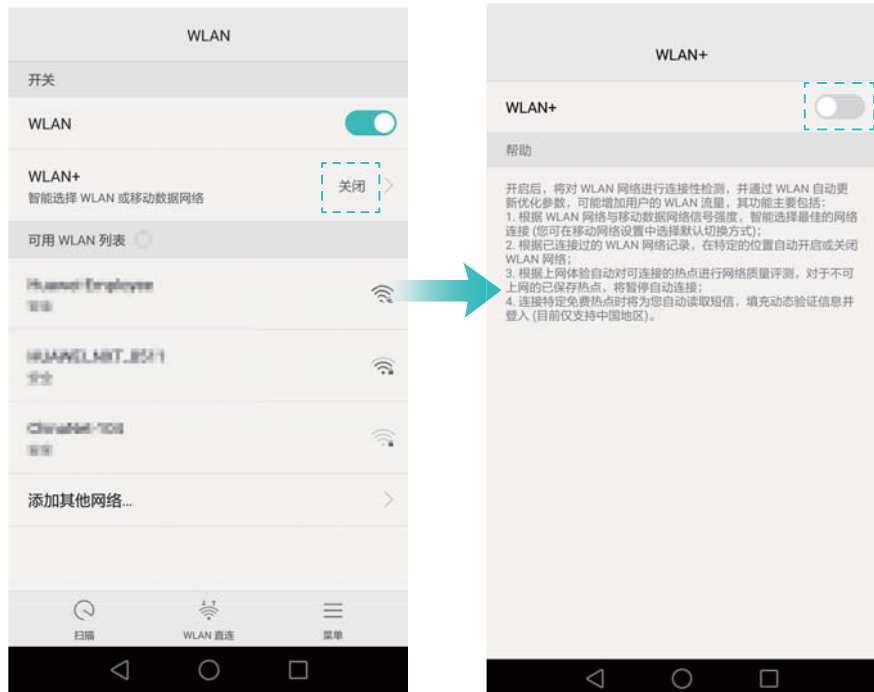 WLAN
开关
WLAN
WLAN+
智能选择 WLAN 或移动数据网络
关闭
可用 WLAN 列表
添加其他网络...
扫描
WLAN 直连
菜单
WLAN+
WLAN+
帮助
开启后，将对 WLAN 网络进行连接性检测，并通过 WLAN 自动更
新优化参数，可能增加用户的 WLAN 流量，其功能主要包括：
1. 根据 WLAN 网络与移动数据网络信号强度，智能选择最佳的网络
连接 (您可在移动网络设置中选择默认切换方式)；
2. 根据已连接过的 WLAN 网络记录，在特定的位置自动开启或关闭
WLAN 网络；
3. 根据上网体验自动对可连接的热点进行网络质量评测，对于不可
上网的已保存热点，将暂停自动连接；
4. 连接特定免费热点时将为您自动读取短信，填充动态验证信息并
登入 (目前仅支持中国地区)。